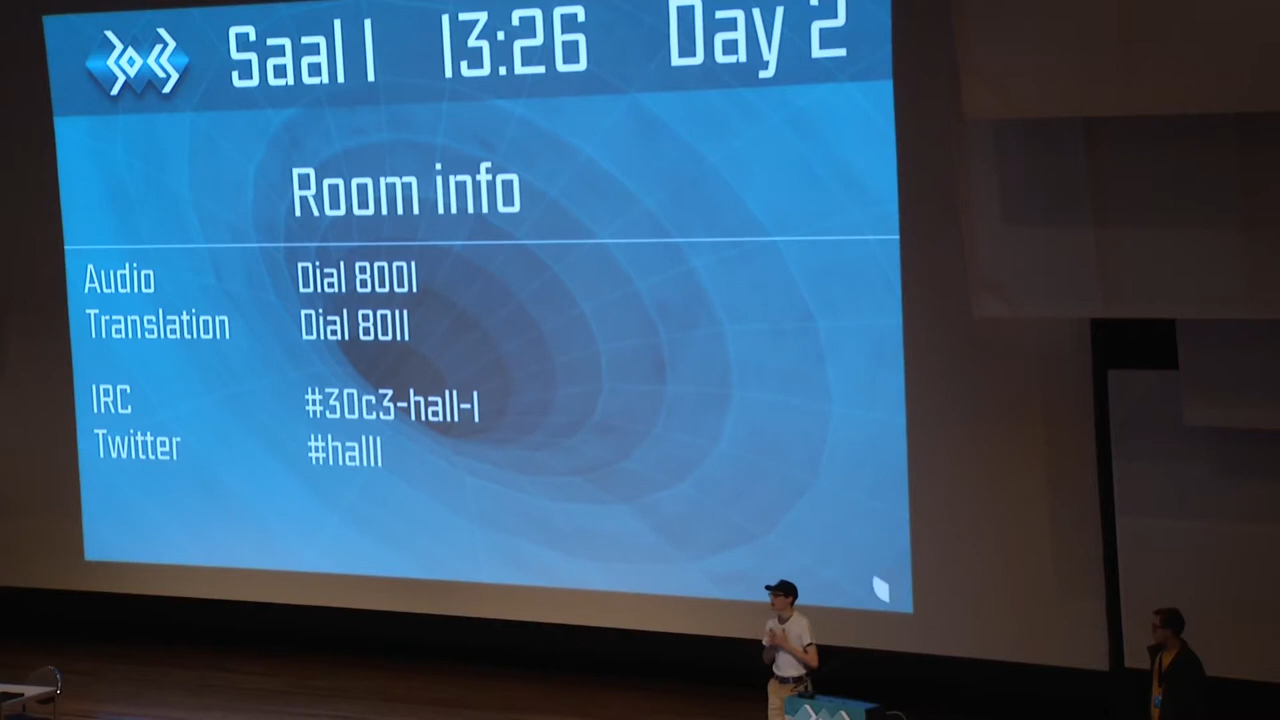 Saal 1 13:26 Day 2
Room info
Audio Dial 8001
Translation Dial 8011
IRC #30c3-hall-1
Twitter #hall1